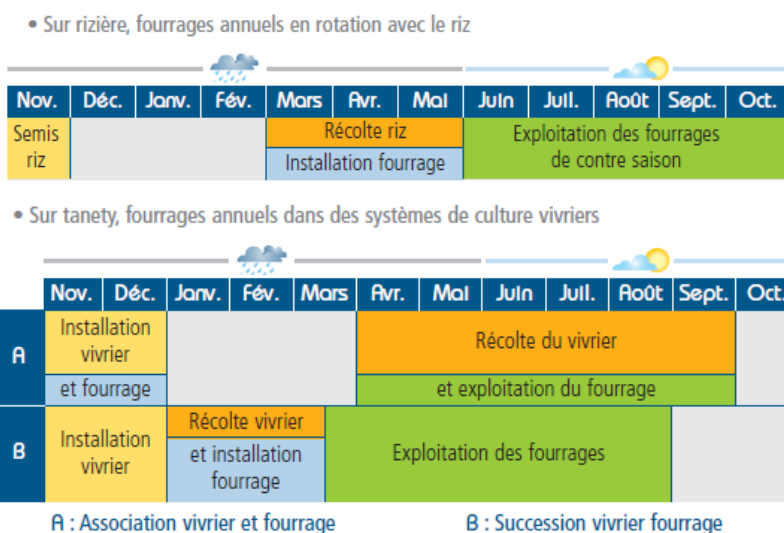 • Sur rizière, fourrages annuels en rotation avec le riz
Nov. Déc. Janv. Fév. Mars Avr. Mai Juin Juil. Août Sept. Oct.
Semis
riz
Récolte riz
Installation fourrage
Exploitation des fourrages
de contre saison
• Sur tanety, fourrages annuels dans des systèmes de culture vivriers
Nov. Déc. Janv. Fév. Mars Avr. Mai Juin Juil. Août Sept. Oct.
A
Installation
vivrier
et fourrage
Récolte du vivrier
et exploitation du fourrage
B
Installation
vivrier
Récolte vivrier
et installation
fourrage
Exploitation des fourrages
A : Association vivrier et fourrage
B : Succession vivrier fourrage